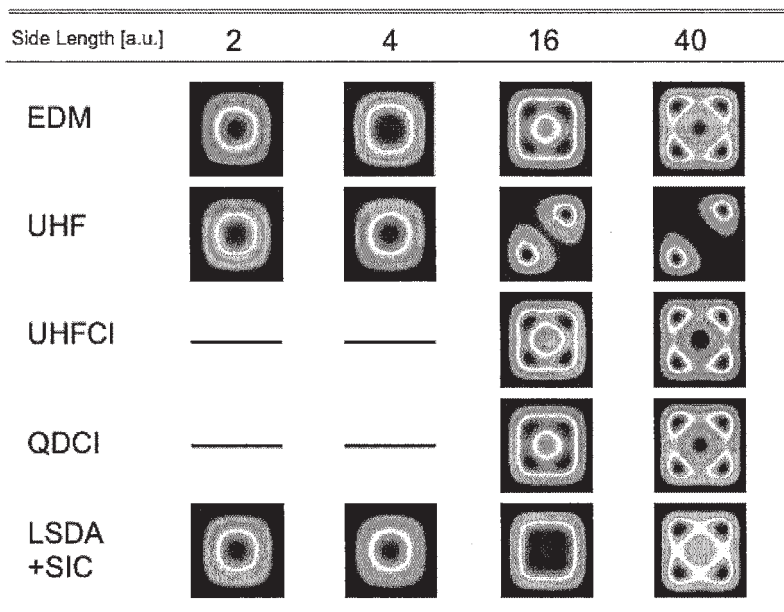 Side Length [a.u.] 2 4 16 40
EDM
UHF
UHFCI
QDCI
LSDA
+SIC